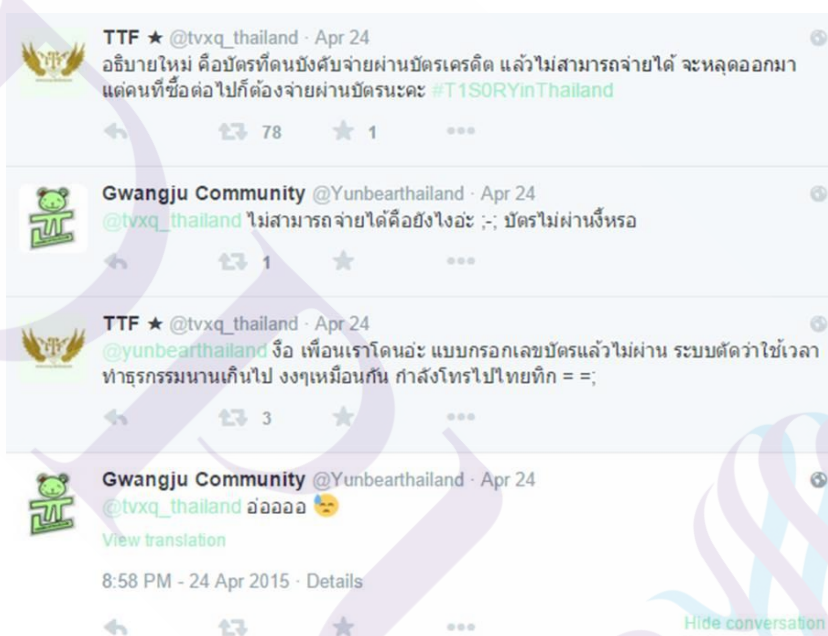 TTF ★ @tvxq_thailand · Apr 24
อธิบายใหม่ คือบัตรที่ดนบังคับจ่ายผ่านบัตรเครดิต แล้วไม่สามารถจ่ายได้ จะหลุดออกมา
แต่คนที่ซื้อต่อไปก็ต้องจ่ายผ่านบัตรนะคะ #T1S0RYinThailand
78 1
Gwangju Community @Yunbearthailand · Apr 24
@tvxq_thailand ไม่สามารถจ่ายได้คือยังไงอ่ะ ;-; บัตรไม่ผ่านงี้หรอ
1
TTF ★ @tvxq_thailand · Apr 24
@yunbearthailand งือ เพื่อนเราโดนอ่ะ แบบกรอกเลขบัตรแล้วไม่ผ่าน ระบบตัดว่าใช้เวลา
ทำธุรกรรมนานเกินไป งงๆเหมือนกัน กำลังโทรไปไทยทิก = =;
3
Gwangju Community @Yunbearthailand · Apr 24
@tvxq_thailand อ่ออออ 😓
View translation
8:58 PM - 24 Apr 2015 · Details
Hide conversation